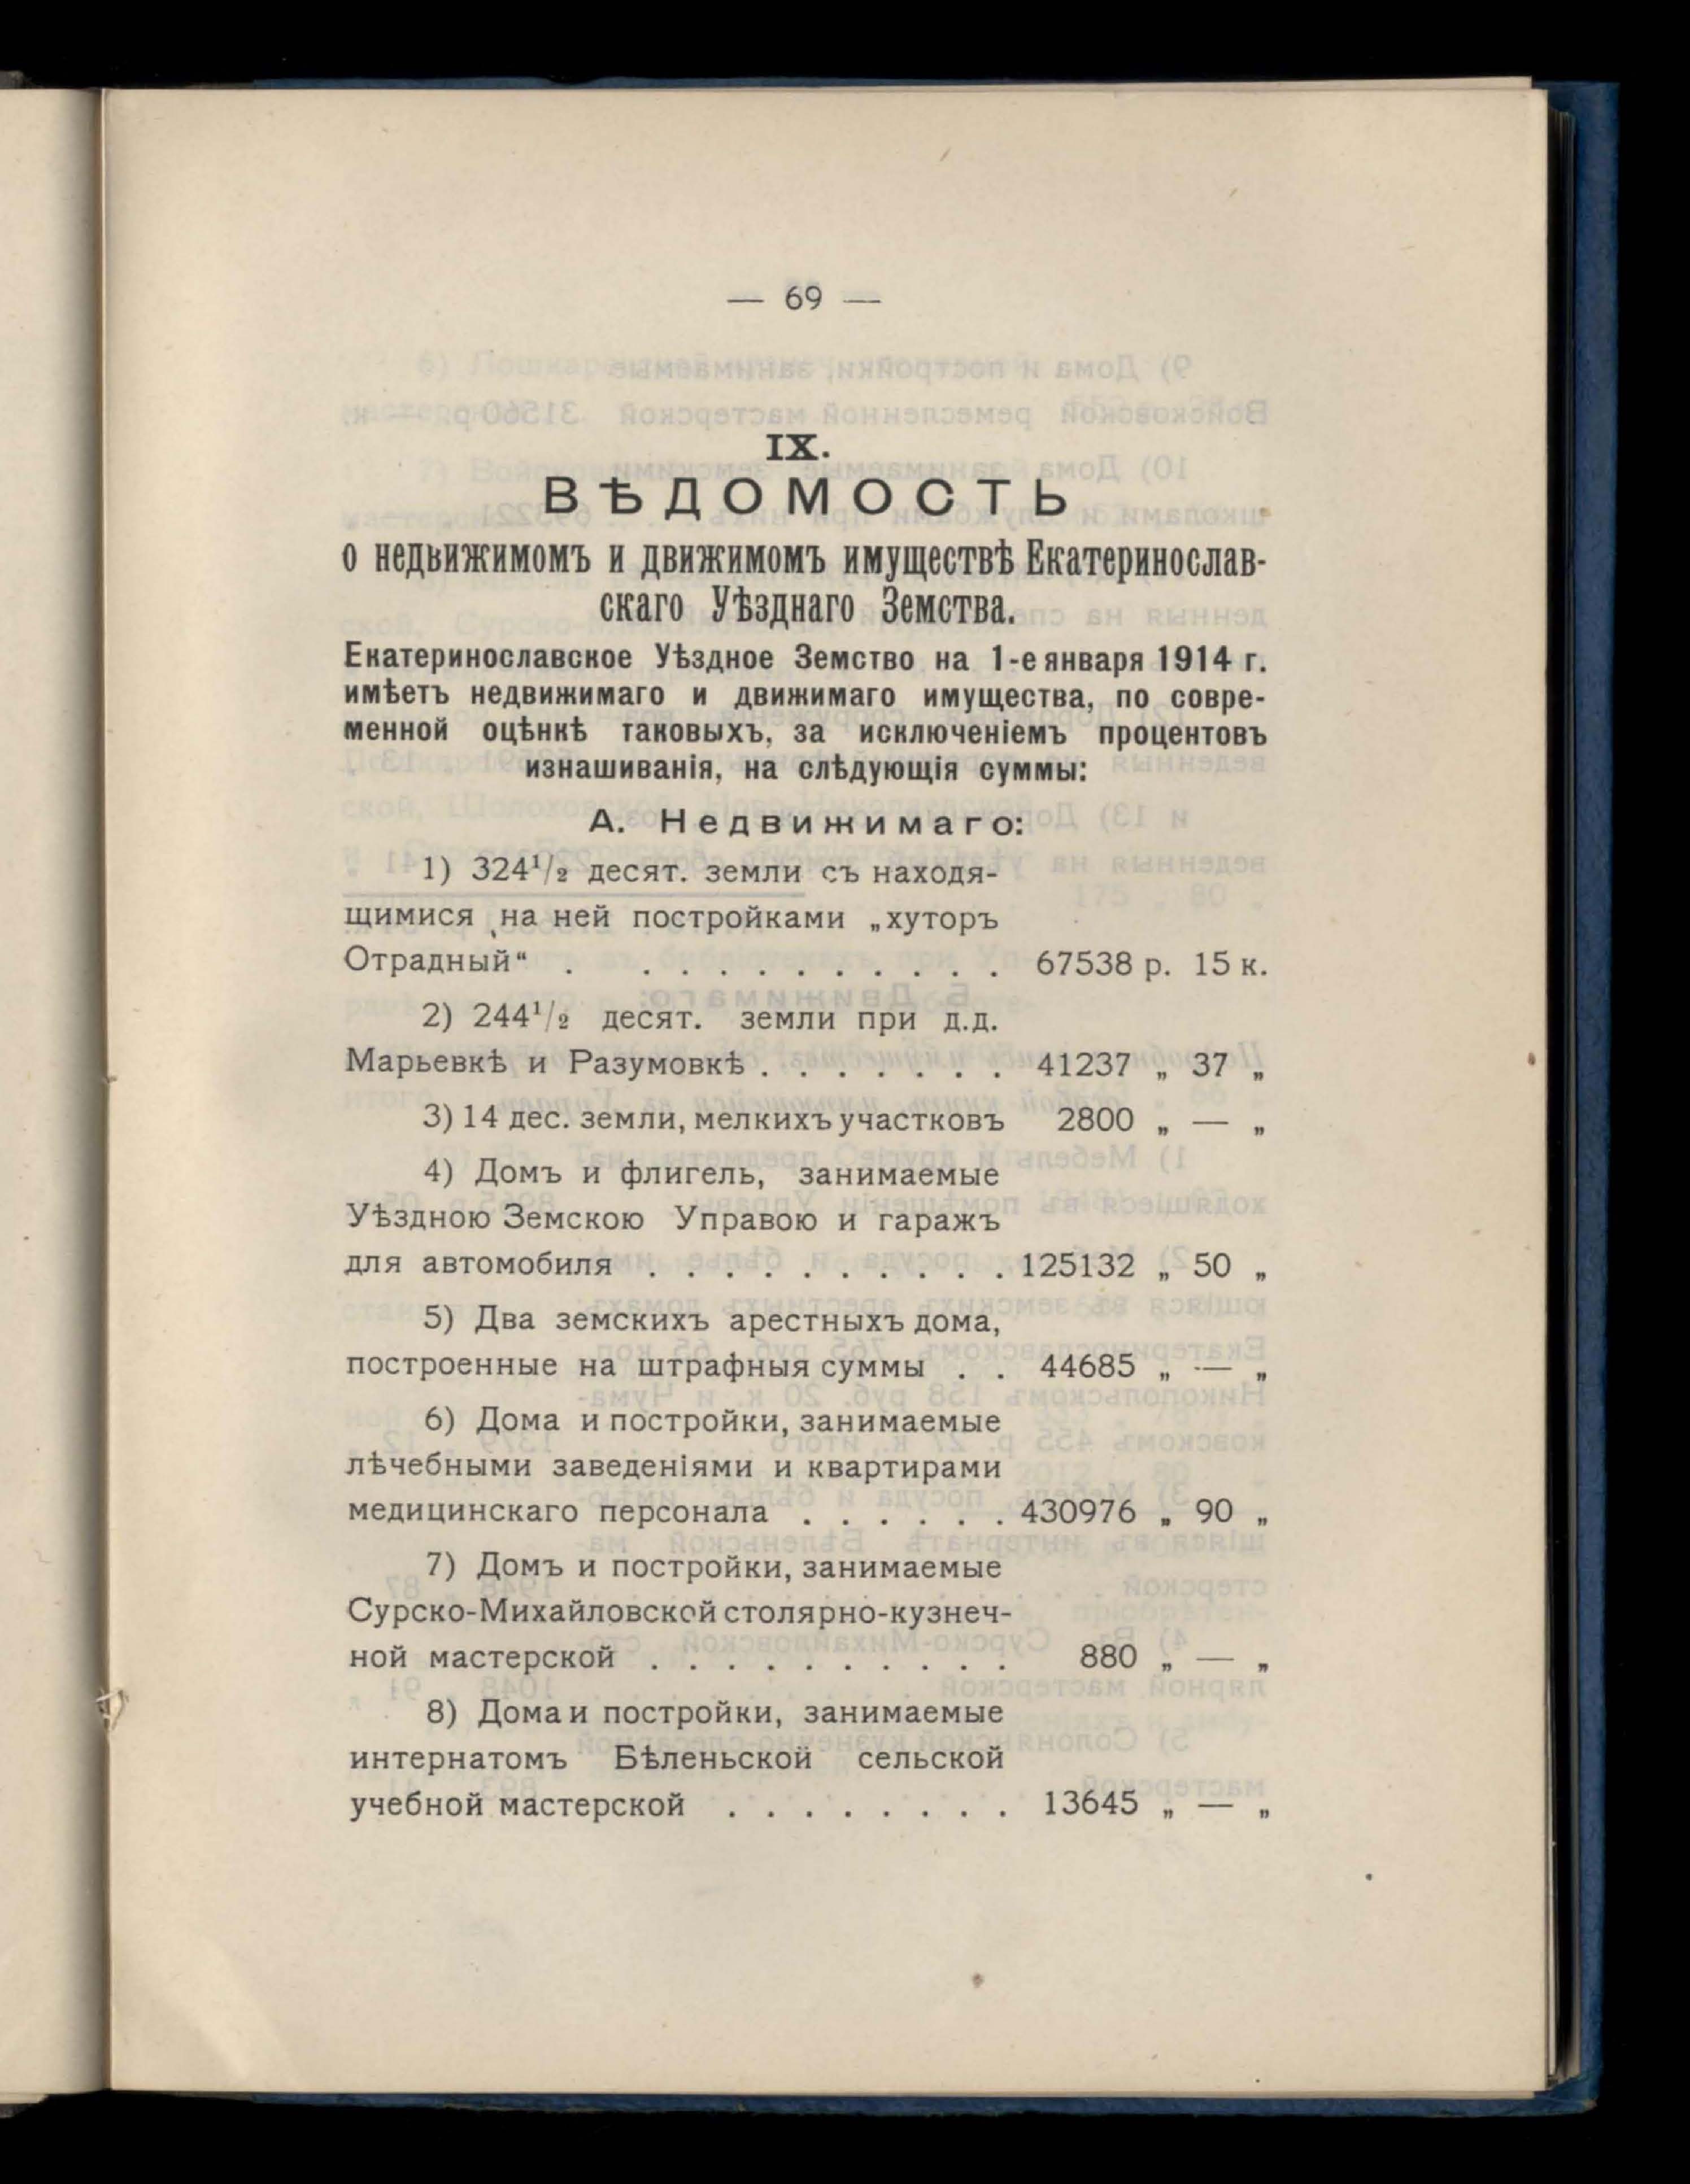 — 69 —
IX.
ВѢДОМОСТЬ
о недвижимомъ и движимомъ имуществѣ Екатеринослав-
скаго Уѣзднаго Земства.
Екатеринославское Уѣздное Земство на 1-е января 1914 г.
имѣетъ недвижимаго и движимаго имущества, по совре-
менной оцѣнкѣ таковыхъ, за исключеніемъ процентовъ
изнашиванія, на слѣдующія суммы:
А. Недвижимаго:
1) 324¹/₂ десят. земли съ находя-
щимися на ней постройками „хуторъ
Отрадный“ . . . . . . . . . . . 67538 р. 15 к.
2) 244¹/₂ десят. земли при д.д.
Марьевкѣ и Разумовкѣ . . . . . . . 41237 „ 37 „
3) 14 дес. земли, мелкихъ участковъ 2800 „ — „
4) Домъ и флигель, занимаемые
Уѣздною Земскою Управою и гаражъ
для автомобиля . . . . . . . . . . 125132 „ 50 „
5) Два земскихъ арестныхъ дома,
построенные на штрафныя суммы . . 44685 „ — „
6) Дома и постройки, занимаемые
лѣчебными заведеніями и квартирами
медицинскаго персонала . . . . . . 430976 „ 90 „
7) Домъ и постройки, занимаемые
Сурско-Михайловской столярно-кузнеч-
ной мастерской . . . . . . . . . . 880 „ — „
8) Дома и постройки, занимаемые
интернатомъ Бѣленьской сельской
учебной мастерской . . . . . . . . 13645 „ — „